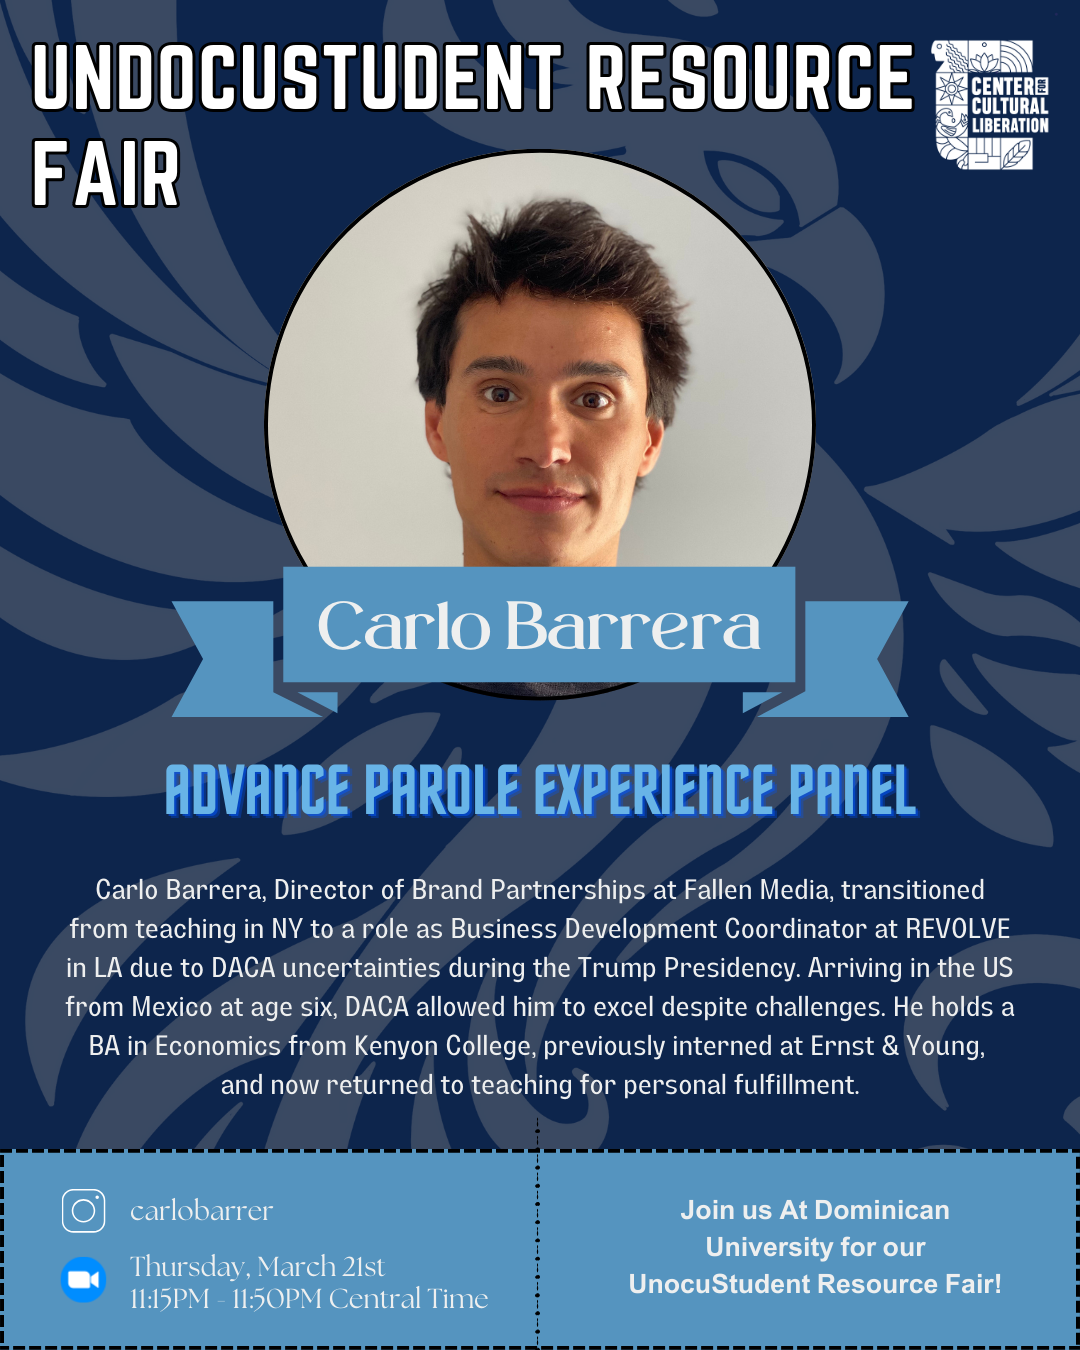 UNDOCUSTUDENT RESOURCE
FAIR
CENTER FOR
CULTURAL
LIBERATION
Carlo Barrera
ADVANCE PAROLE EXPERIENCE PANEL
Carlo Barrera, Director of Brand Partnerships at Fallen Media, transitioned
from teaching in NY to a role as Business Development Coordinator at REVOLVE
in LA due to DACA uncertainties during the Trump Presidency. Arriving in the US
from Mexico at age six, DACA allowed him to excel despite challenges. He holds a
BA in Economics from Kenyon College, previously interned at Ernst & Young,
and now returned to teaching for personal fulfillment.
carlobarrer
Thursday, March 21st
11:15PM - 11:50PM Central Time
Join us At Dominican
University for our
UnocuStudent Resource Fair!